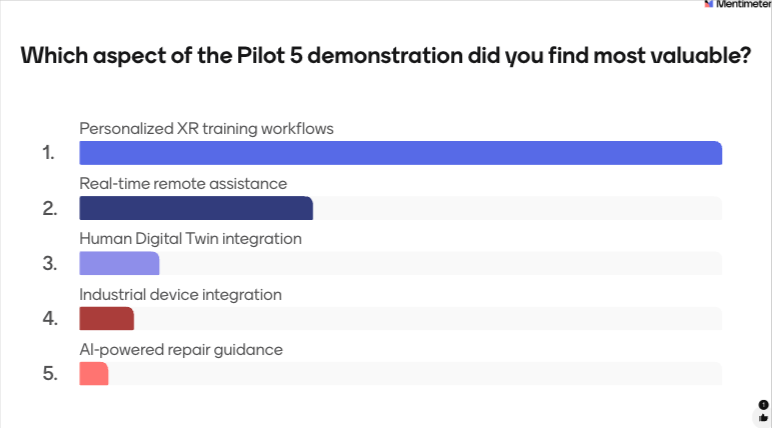 Mentimeter
Which aspect of the Pilot 5 demonstration did you find most valuable?
Personalized XR training workflows
1.
Real-time remote assistance
2.
Human Digital Twin integration
3.
Industrial device integration
4.
AI-powered repair guidance
5.
1